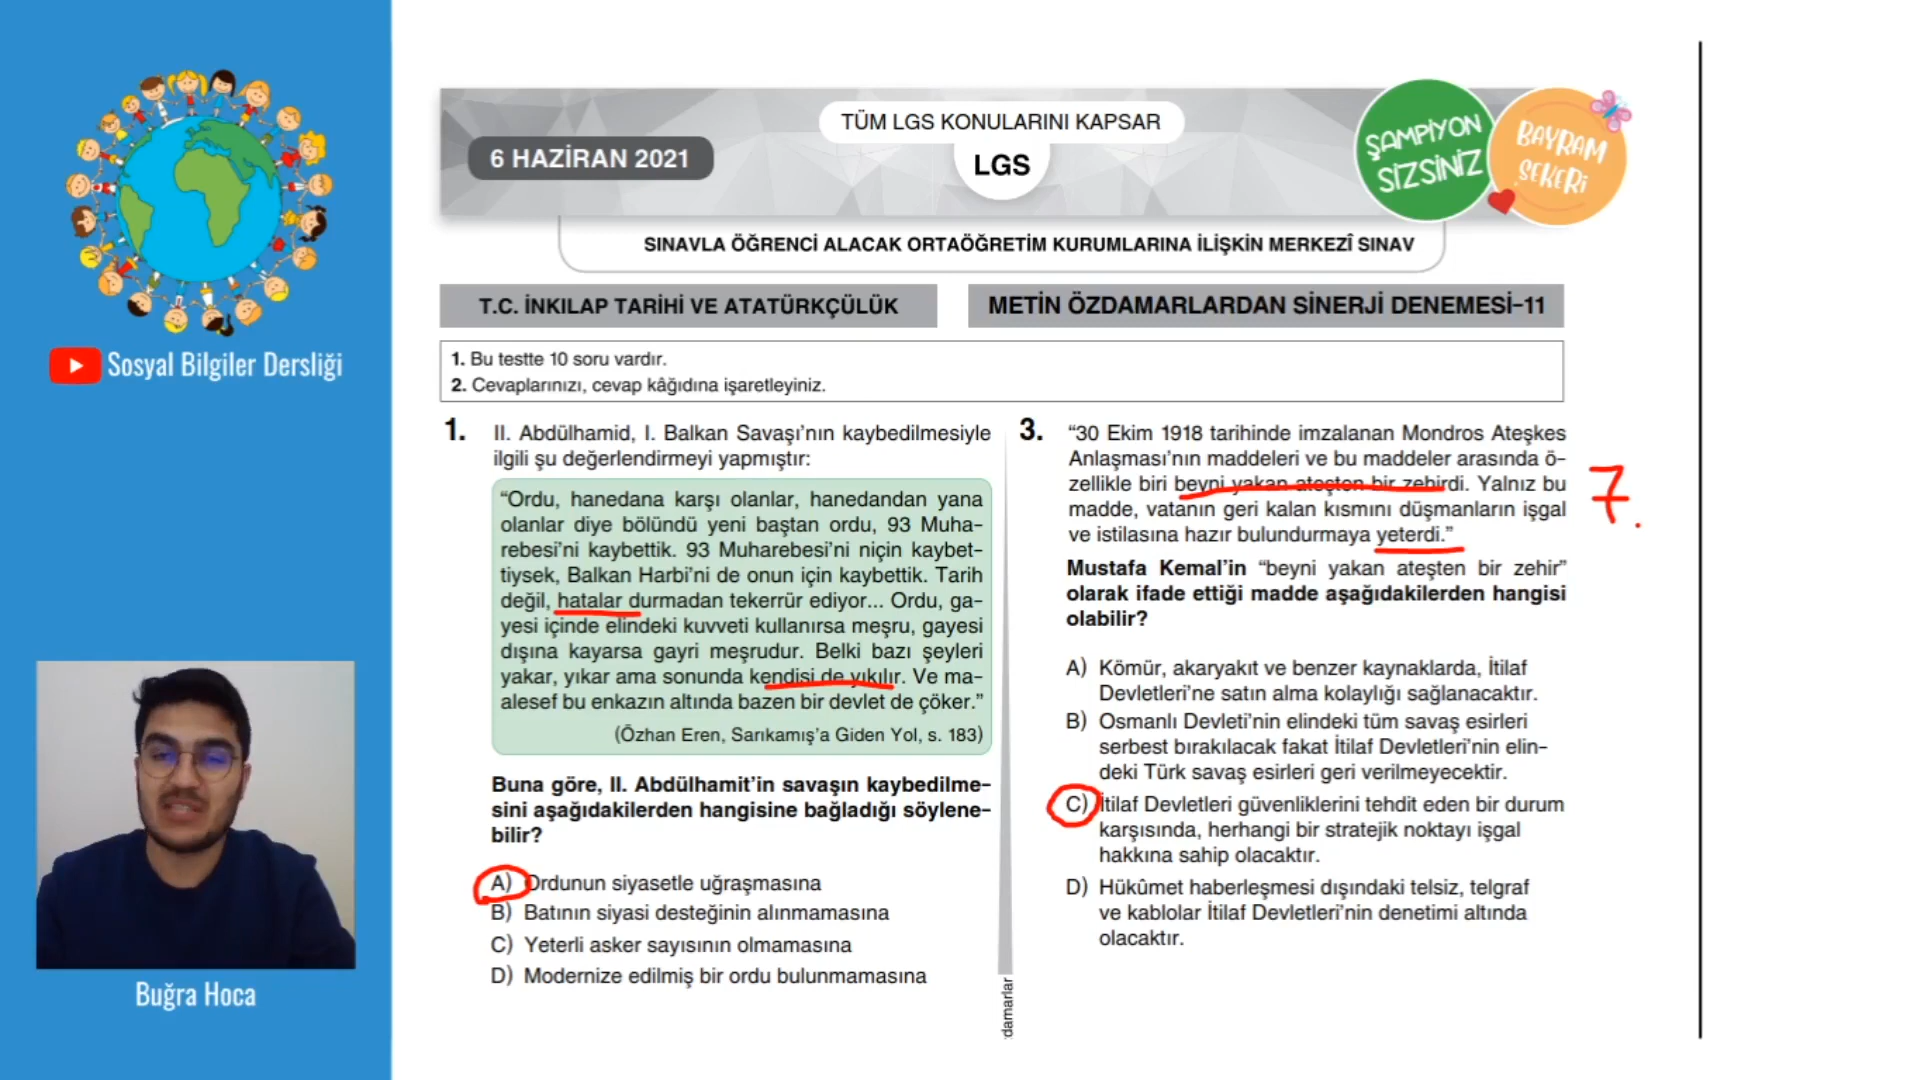 Sosyal Bilgiler Dersliği
Buğra Hoca
6 HAZİRAN 2021
TÜM LGS KONULARINI KAPSAR
LGS
ŞAMPİYON
SİZSİNİZ
BAYRAM
ŞEKERİ
SINAVLA ÖĞRENCİ ALACAK ORTAÖĞRETİM KURUMLARINA İLİŞKİN MERKEZÎ SINAV
T.C. İNKILAP TARİHİ VE ATATÜRKÇÜLÜK
METİN ÖZDAMARLARDAN SİNERJİ DENEMESİ-11
1. Bu testte 10 soru vardır.
2. Cevaplarınızı, cevap kâğıdına işaretleyiniz.
1. II. Abdülhamid, I. Balkan Savaşı’nın kaybedilmesiyle
ilgili şu değerlendirmeyi yapmıştır:
“Ordu, hanedana karşı olanlar, hanedandan yana
olanlar diye bölündü yeni baştan ordu, 93 Muha-
rebesi’ni kaybettik. 93 Muharebesi’ni niçin kaybet-
tiysek, Balkan Harbi’ni de onun için kaybettik. Tarih
değil, hatalar durmadan tekerrür ediyor... Ordu, ga-
yesi içinde elindeki kuvveti kullanırsa meşru, gayesi
dışına kayarsa gayri meşrudur. Belki bazı şeyleri
yakar, yıkar ama sonunda kendisi de yıkılır. Ve ma-
alesef bu enkazın altında bazen bir devlet de çöker.”
(Özhan Eren, Sarıkamış’a Giden Yol, s. 183)
Buna göre, II. Abdülhamit’in savaşın kaybedilme-
sini aşağıdakilerden hangisine bağladığı söylene-
bilir?
A) Ordunun siyasetle uğraşmasına
B) Batının siyasi desteğinin alınmamasına
C) Yeterli asker sayısının olmamasına
D) Modernize edilmiş bir ordu bulunmamasına
damarlar
3. “30 Ekim 1918 tarihinde imzalanan Mondros Ateşkes
Anlaşması’nın maddeleri ve bu maddeler arasında ö-
zellikle biri beyni yakan ateşten bir zehirdi. Yalnız bu
madde, vatanın geri kalan kısmını düşmanların işgal
ve istilasına hazır bulundurmaya yeterdi.”
7.
Mustafa Kemal’in “beyni yakan ateşten bir zehir”
olarak ifade ettiği madde aşağıdakilerden hangisi
olabilir?
A) Kömür, akaryakıt ve benzer kaynaklarda, İtilaf
Devletleri’ne satın alma kolaylığı sağlanacaktır.
B) Osmanlı Devleti’nin elindeki tüm savaş esirleri
serbest bırakılacak fakat İtilaf Devletleri’nin elin-
deki Türk savaş esirleri geri verilmeyecektir.
C) İtilaf Devletleri güvenliklerini tehdit eden bir durum
karşısında, herhangi bir stratejik noktayı işgal
hakkına sahip olacaktır.
D) Hükûmet haberleşmesi dışındaki telsiz, telgraf
ve kablolar İtilaf Devletleri’nin denetimi altında
olacaktır.